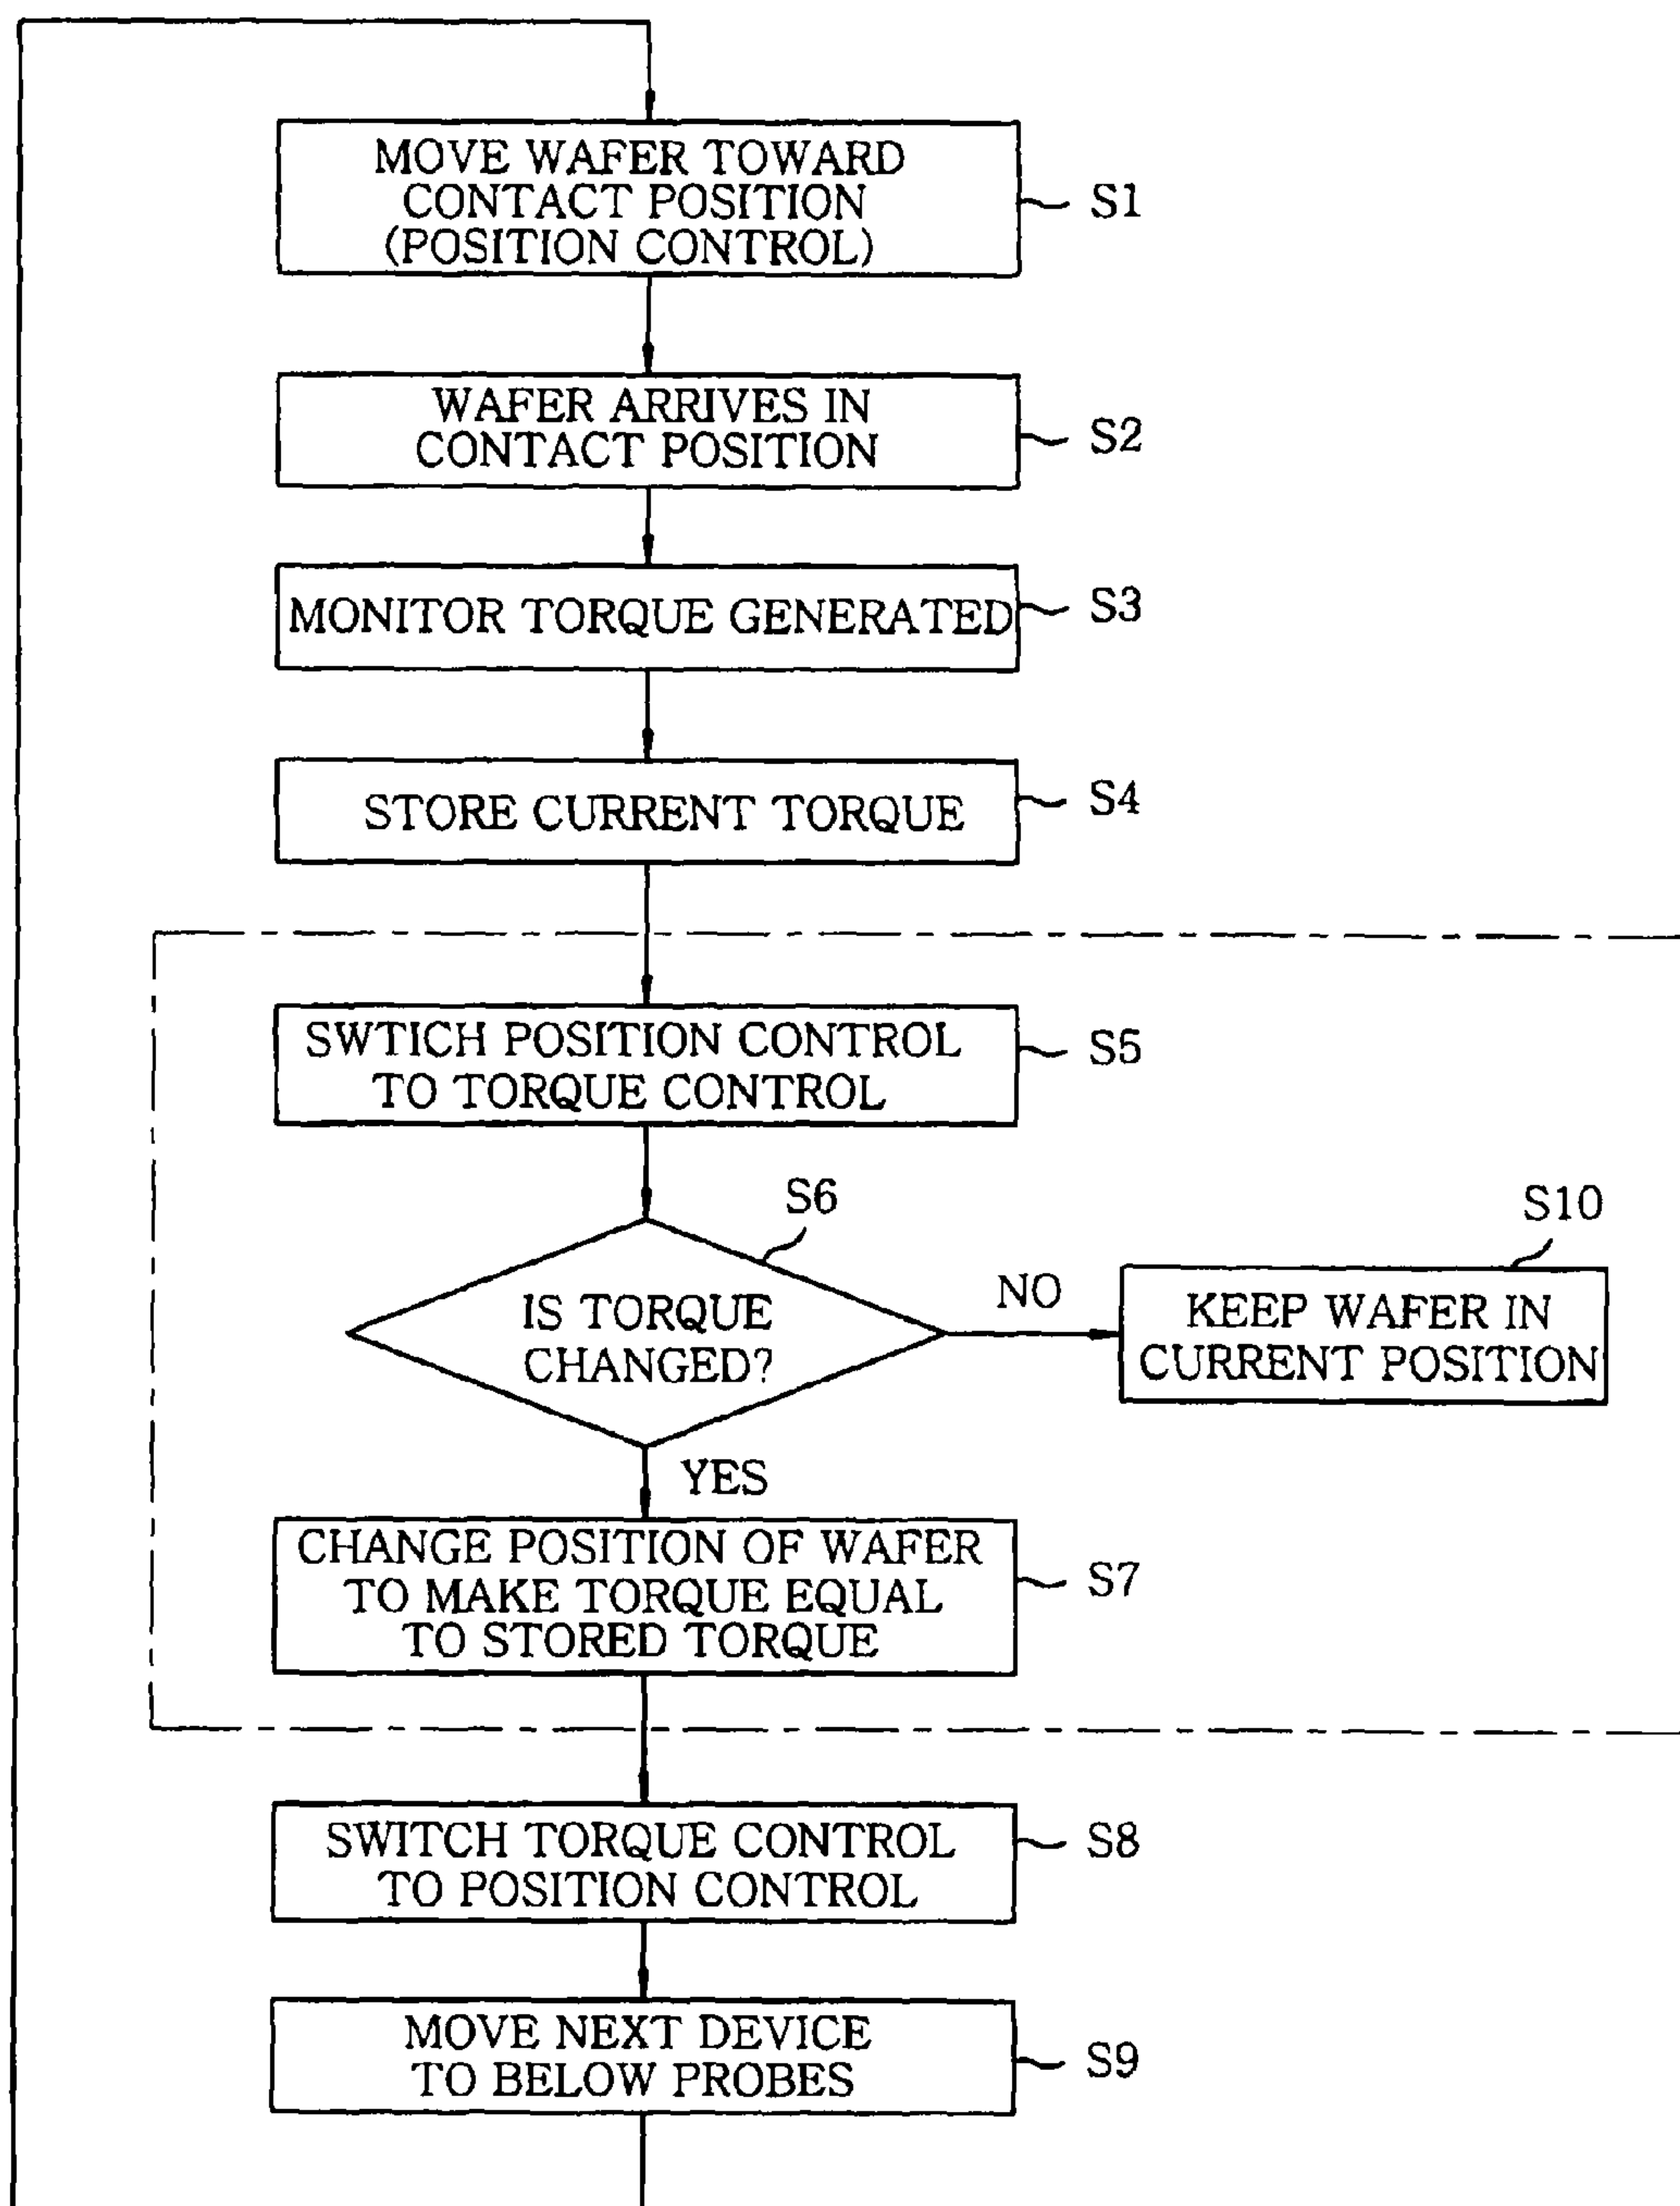 MOVE WAFER TOWARD
CONTACT POSITION
(POSITION CONTROL)
S1
WAFER ARRIVES IN
CONTACT POSITION
S2
MONITOR TORQUE GENERATED
S3
STORE CURRENT TORQUE
S4
SWTICH POSITION CONTROL
TO TORQUE CONTROL
S5
S6
IS TORQUE
CHANGED?
NO
S10
KEEP WAFER IN
CURRENT POSITION
YES
CHANGE POSITION OF WAFER
TO MAKE TORQUE EQUAL
TO STORED TORQUE
S7
SWITCH TORQUE CONTROL
TO POSITION CONTROL
S8
MOVE NEXT DEVICE
TO BELOW PROBES
S9